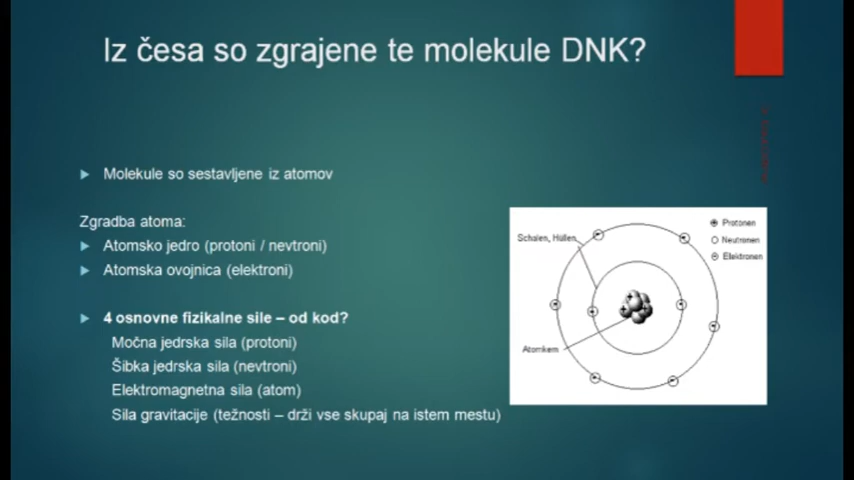 Iz česa so zgrajene te molekule DNK?
Molekule so sestavljene iz atomov
Zgradba atoma:
Atomsko jedro (protoni / nevtroni)
Atomska ovojnica (elektroni)
4 osnovne fizikalne sile – od kod?
Močna jedrska sila (protoni)
Šibka jedrska sila (nevtroni)
Elektromagnetna sila (atom)
Sila gravitacije (težnosti – drži vse skupaj na istem mestu)
Schalen, Hüllen
Protonen
Neutronen
Elektronen
Atomkern